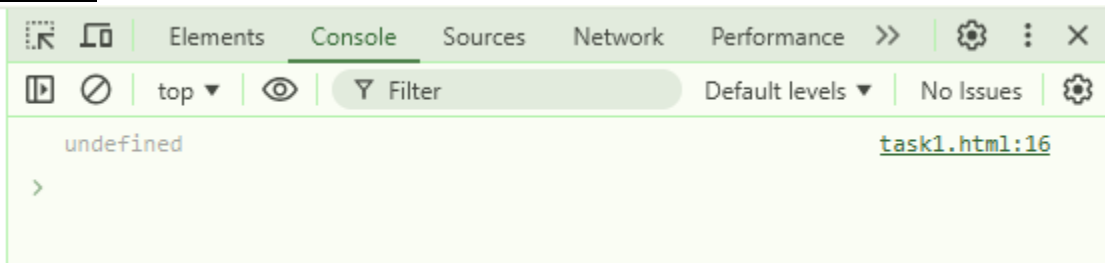 Elements Console Sources Network Performance
top Filter Default levels No Issues
undefined task1.html:16